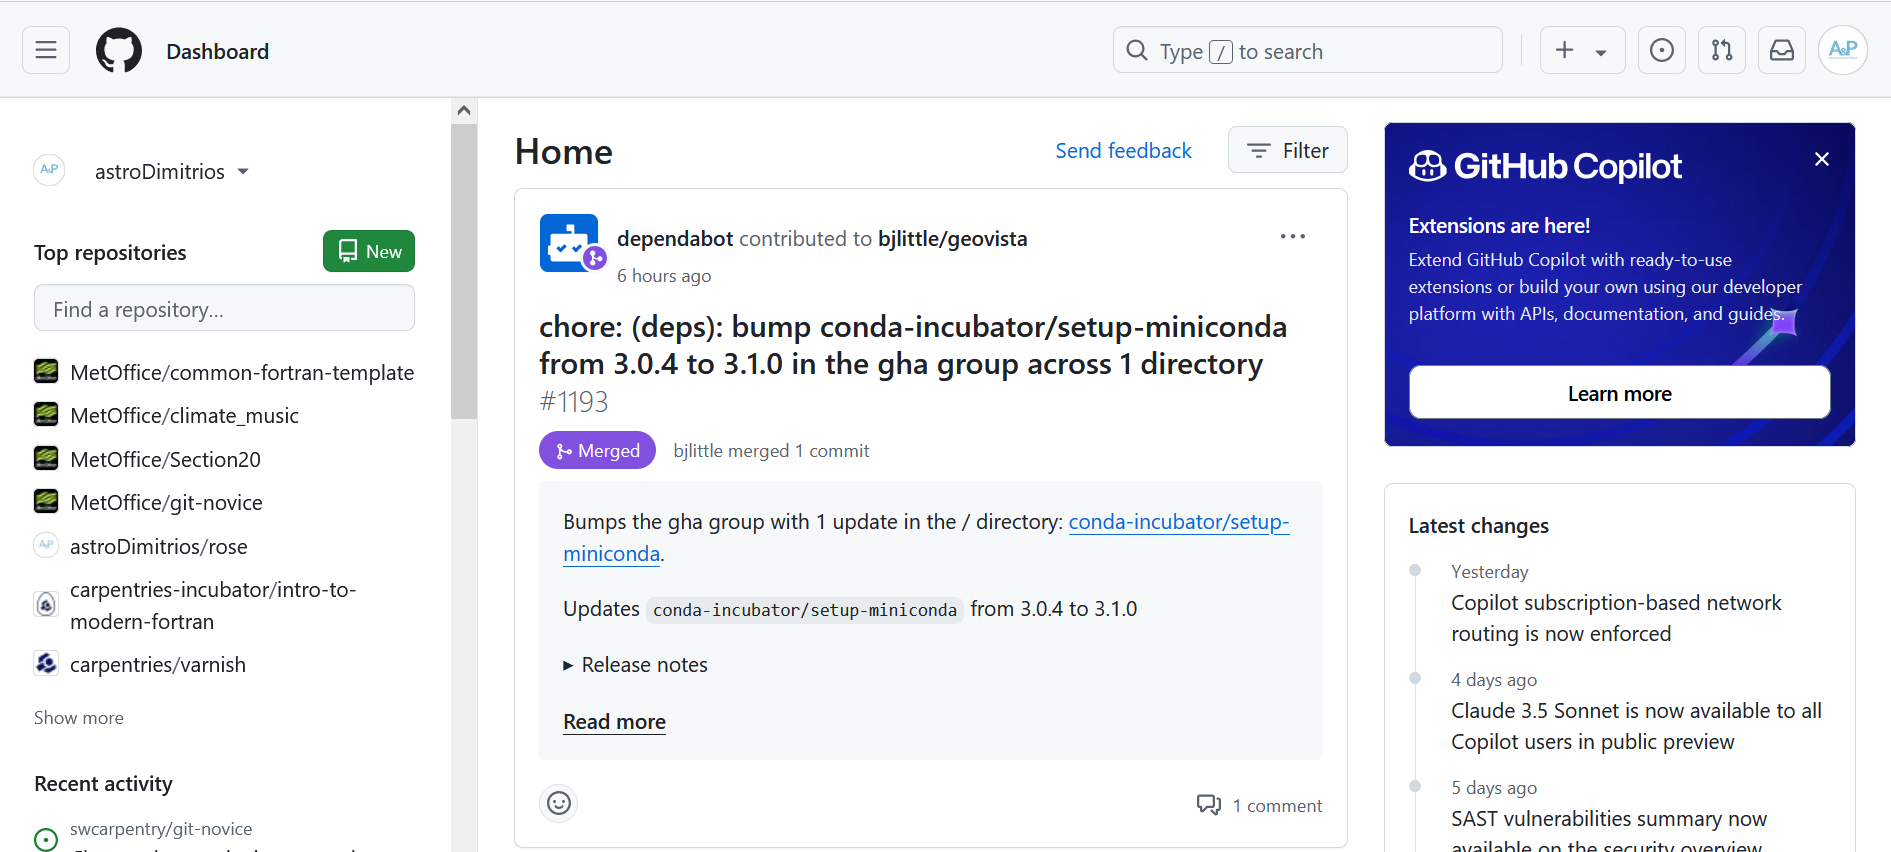 Dashboard
Type / to search
A&P
A&P
astroDimitrios
Top repositories
New
Find a repository...
MetOffice/common-fortran-template
MetOffice/climate_music
MetOffice/Section20
MetOffice/git-novice
A&P
astroDimitrios/rose
carpentries-incubator/intro-to-
modern-fortran
carpentries/varnish
Show more
Recent activity
swcarpentry/git-novice
Home
Send feedback
Filter
dependabot contributed to bjlittle/geovista
6 hours ago
chore: (deps): bump conda-incubator/setup-miniconda
from 3.0.4 to 3.1.0 in the gha group across 1 directory
#1193
Merged
bjlittle merged 1 commit
Bumps the gha group with 1 update in the / directory: conda-incubator/setup-
miniconda.
Updates conda-incubator/setup-miniconda from 3.0.4 to 3.1.0
Release notes
Read more
1 comment
GitHub Copilot
Extensions are here!
Extend GitHub Copilot with ready-to-use
extensions or build your own using our developer
platform with APIs, documentation, and guides.
Learn more
Latest changes
Yesterday
Copilot subscription-based network
routing is now enforced
4 days ago
Claude 3.5 Sonnet is now available to all
Copilot users in public preview
5 days ago
SAST vulnerabilities summary now
available on the security overview